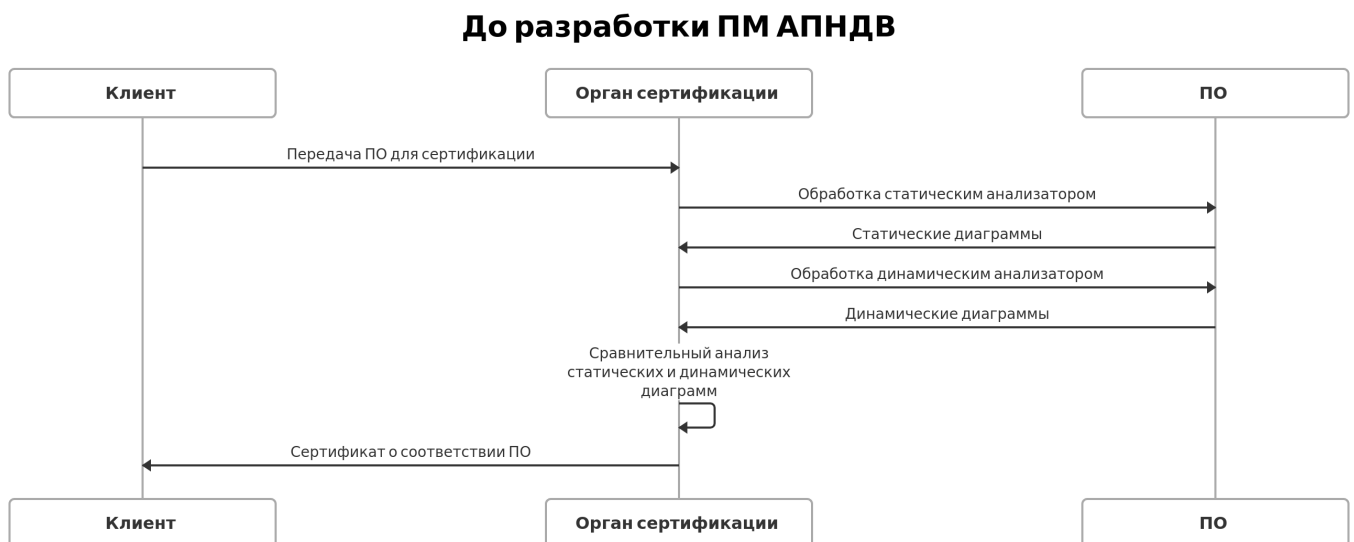 До разработки ПМ АПНДВ
Клиент
Орган сертификации
ПО
Передача ПО для сертификации
Обработка статическим анализатором
Статические диаграммы
Обработка динамическим анализатором
Динамические диаграммы
Сравнительный анализ
статических и динамических
диаграмм
Сертификат о соответствии ПО
Клиент
Орган сертификации
ПО